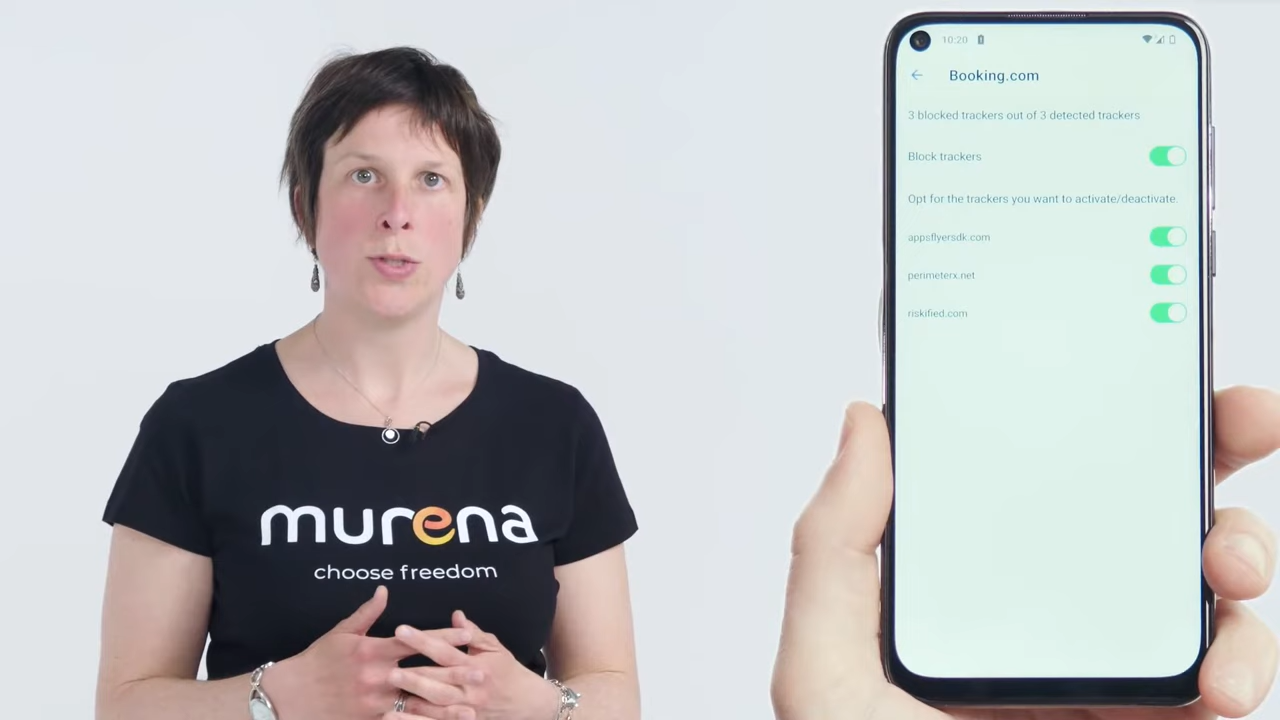 murena
choose freedom
10:20
Booking.com
3 blocked trackers out of 3 detected trackers
Block trackers
Opt for the trackers you want to activate/deactivate.
appsflyersdk.com
perimeterx.net
riskified.com